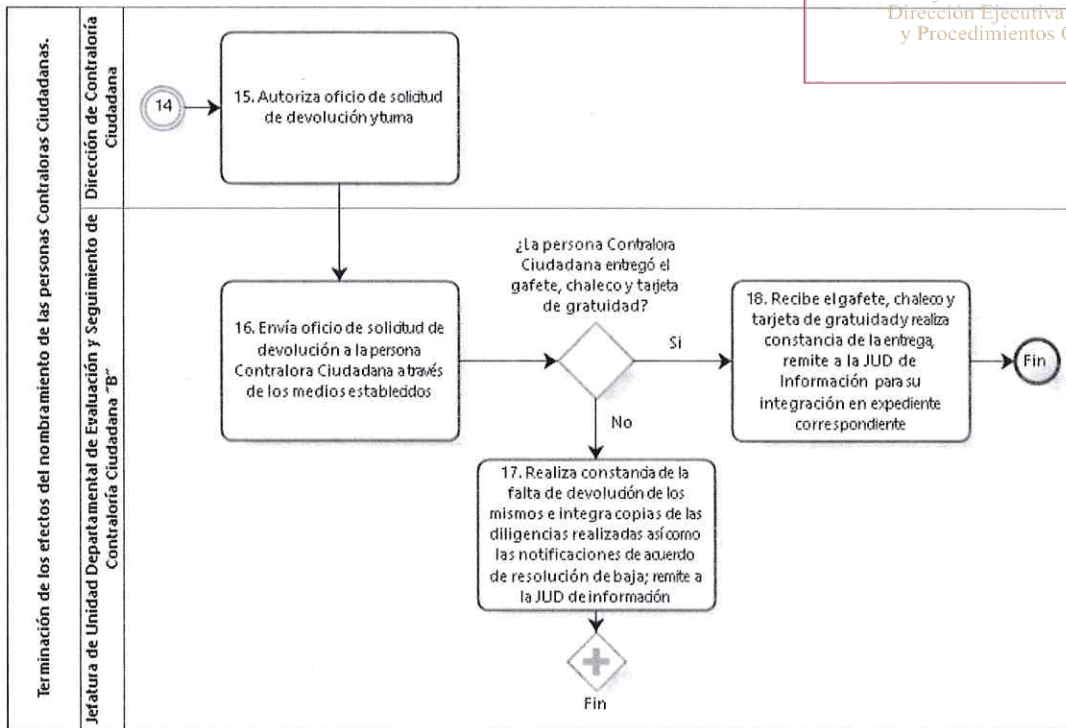 Dirección Ejecutiva
y Procedimientos
Terminación de los efectos del nombramiento de las personas Contraloras Ciudadanas.
Dirección de Contraloría
Ciudadana
14
15. Autoriza oficio de solicitud
de devolución y turna
Jefatura de Unidad Departamental de Evaluación y Seguimiento de
Contraloría Ciudadana "B"
16. Envía oficio de solicitud de
devolución a la persona
Contralora Ciudadana a través
de los medios establecidos
¿La persona Contralora
Ciudadana entregó el
gafete, chaleco y tarjeta
de gratuidad?
Si
18. Recibe el gafete, chaleco y
tarjeta de gratuidad y realiza
constancia de la entrega,
remite a la JUD de
Información para su
integración en expediente
correspondiente
Fin
No
17. Realiza constancia de la
falta de devolución de los
mismos e integra copias de las
diligencias realizadas así como
las notificaciones de acuerdo
de resolución de baja; remite a
la JUD de información
Fin